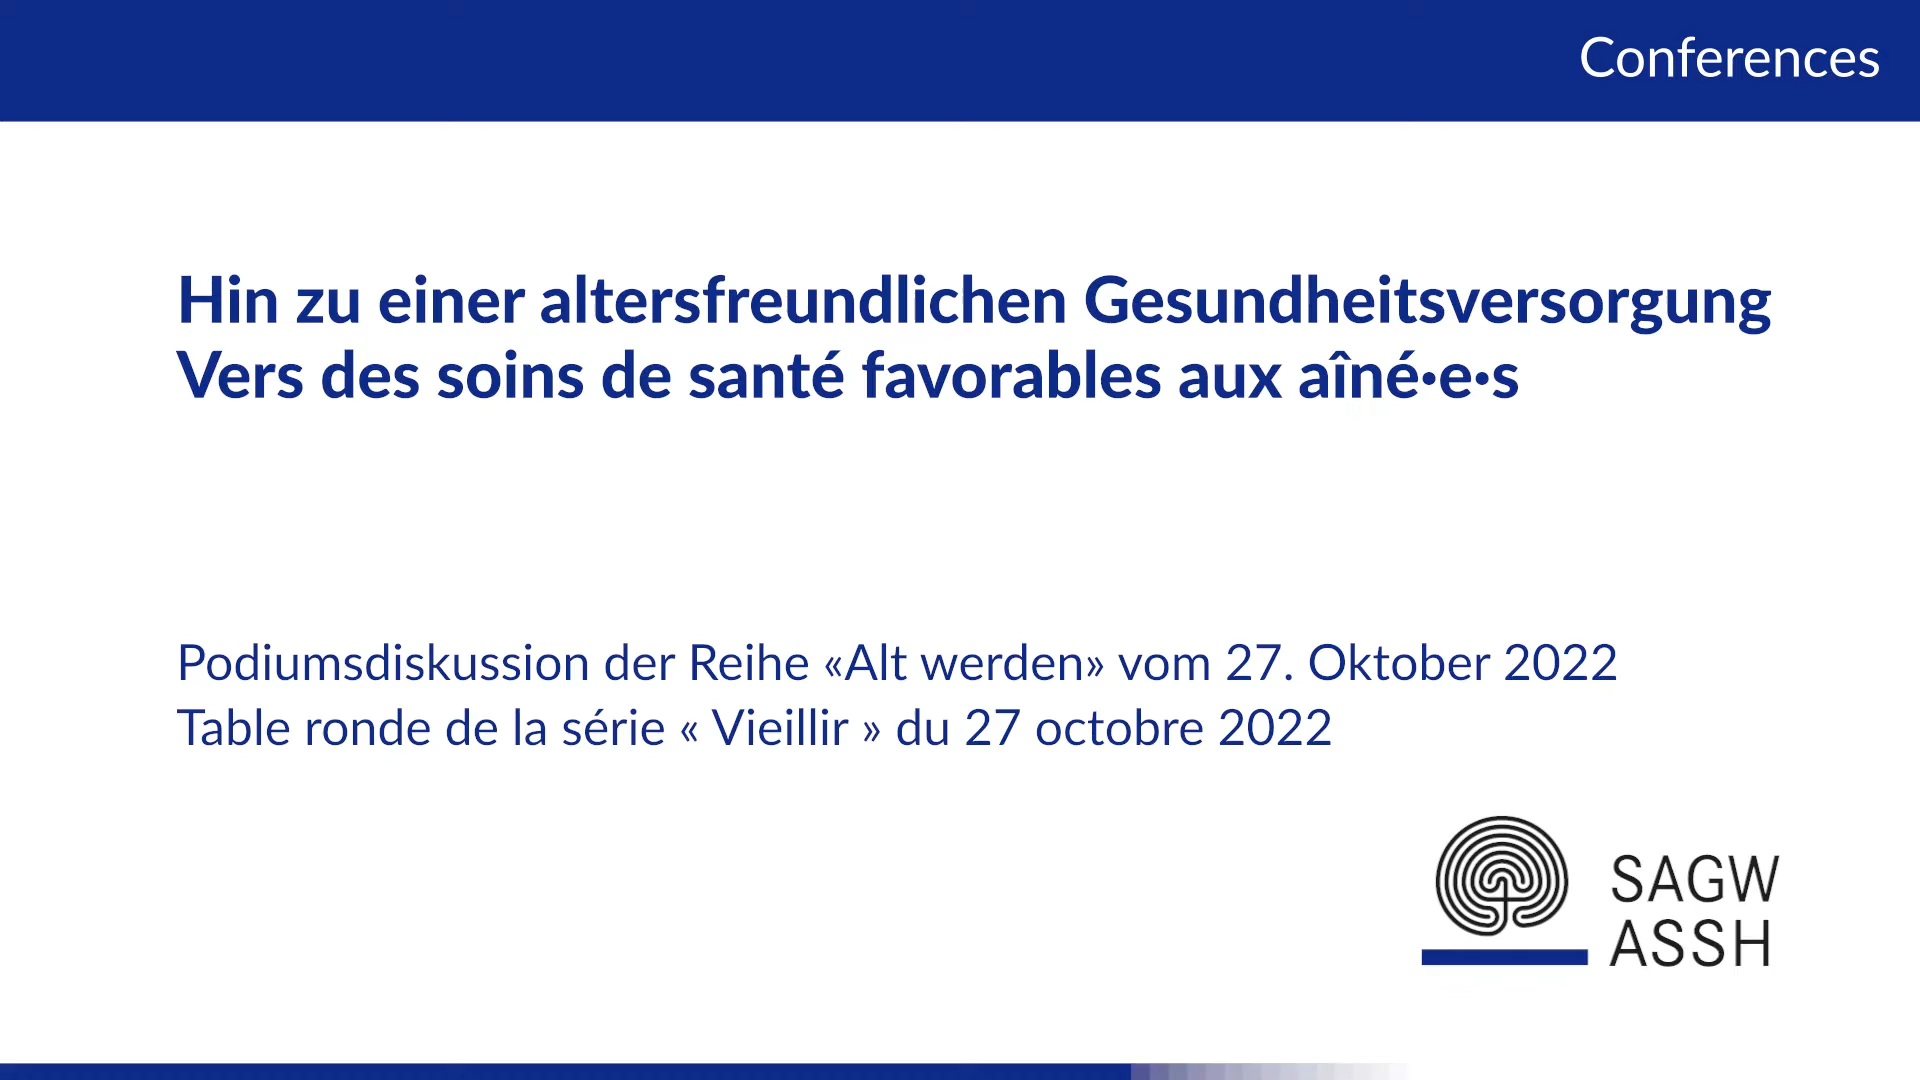 Conferences
Hin zu einer altersfreundlichen Gesundheitsversorgung
Vers des soins de santé favorables aux aîné·e·s
Podiumsdiskussion der Reihe «Alt werden» vom 27. Oktober 2022
Table ronde de la série « Vieillir » du 27 octobre 2022
SAGW
ASSH